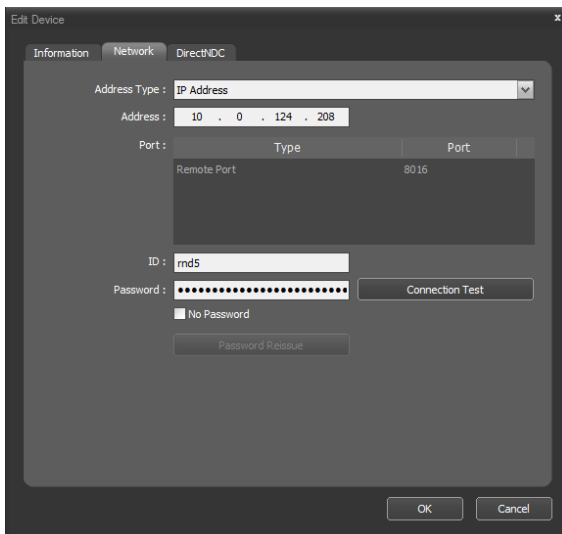 Edit Device x
Information Network DirectNDC
Address Type : IP Address
Address : 10 . 0 . 124 . 208
Port : Type Port
Remote Port 8016
ID : rnd5
Password : ●●●●●●●●●●●●●●●●●●●●●●●● Connection Test
No Password
Password Reissue
OK Cancel